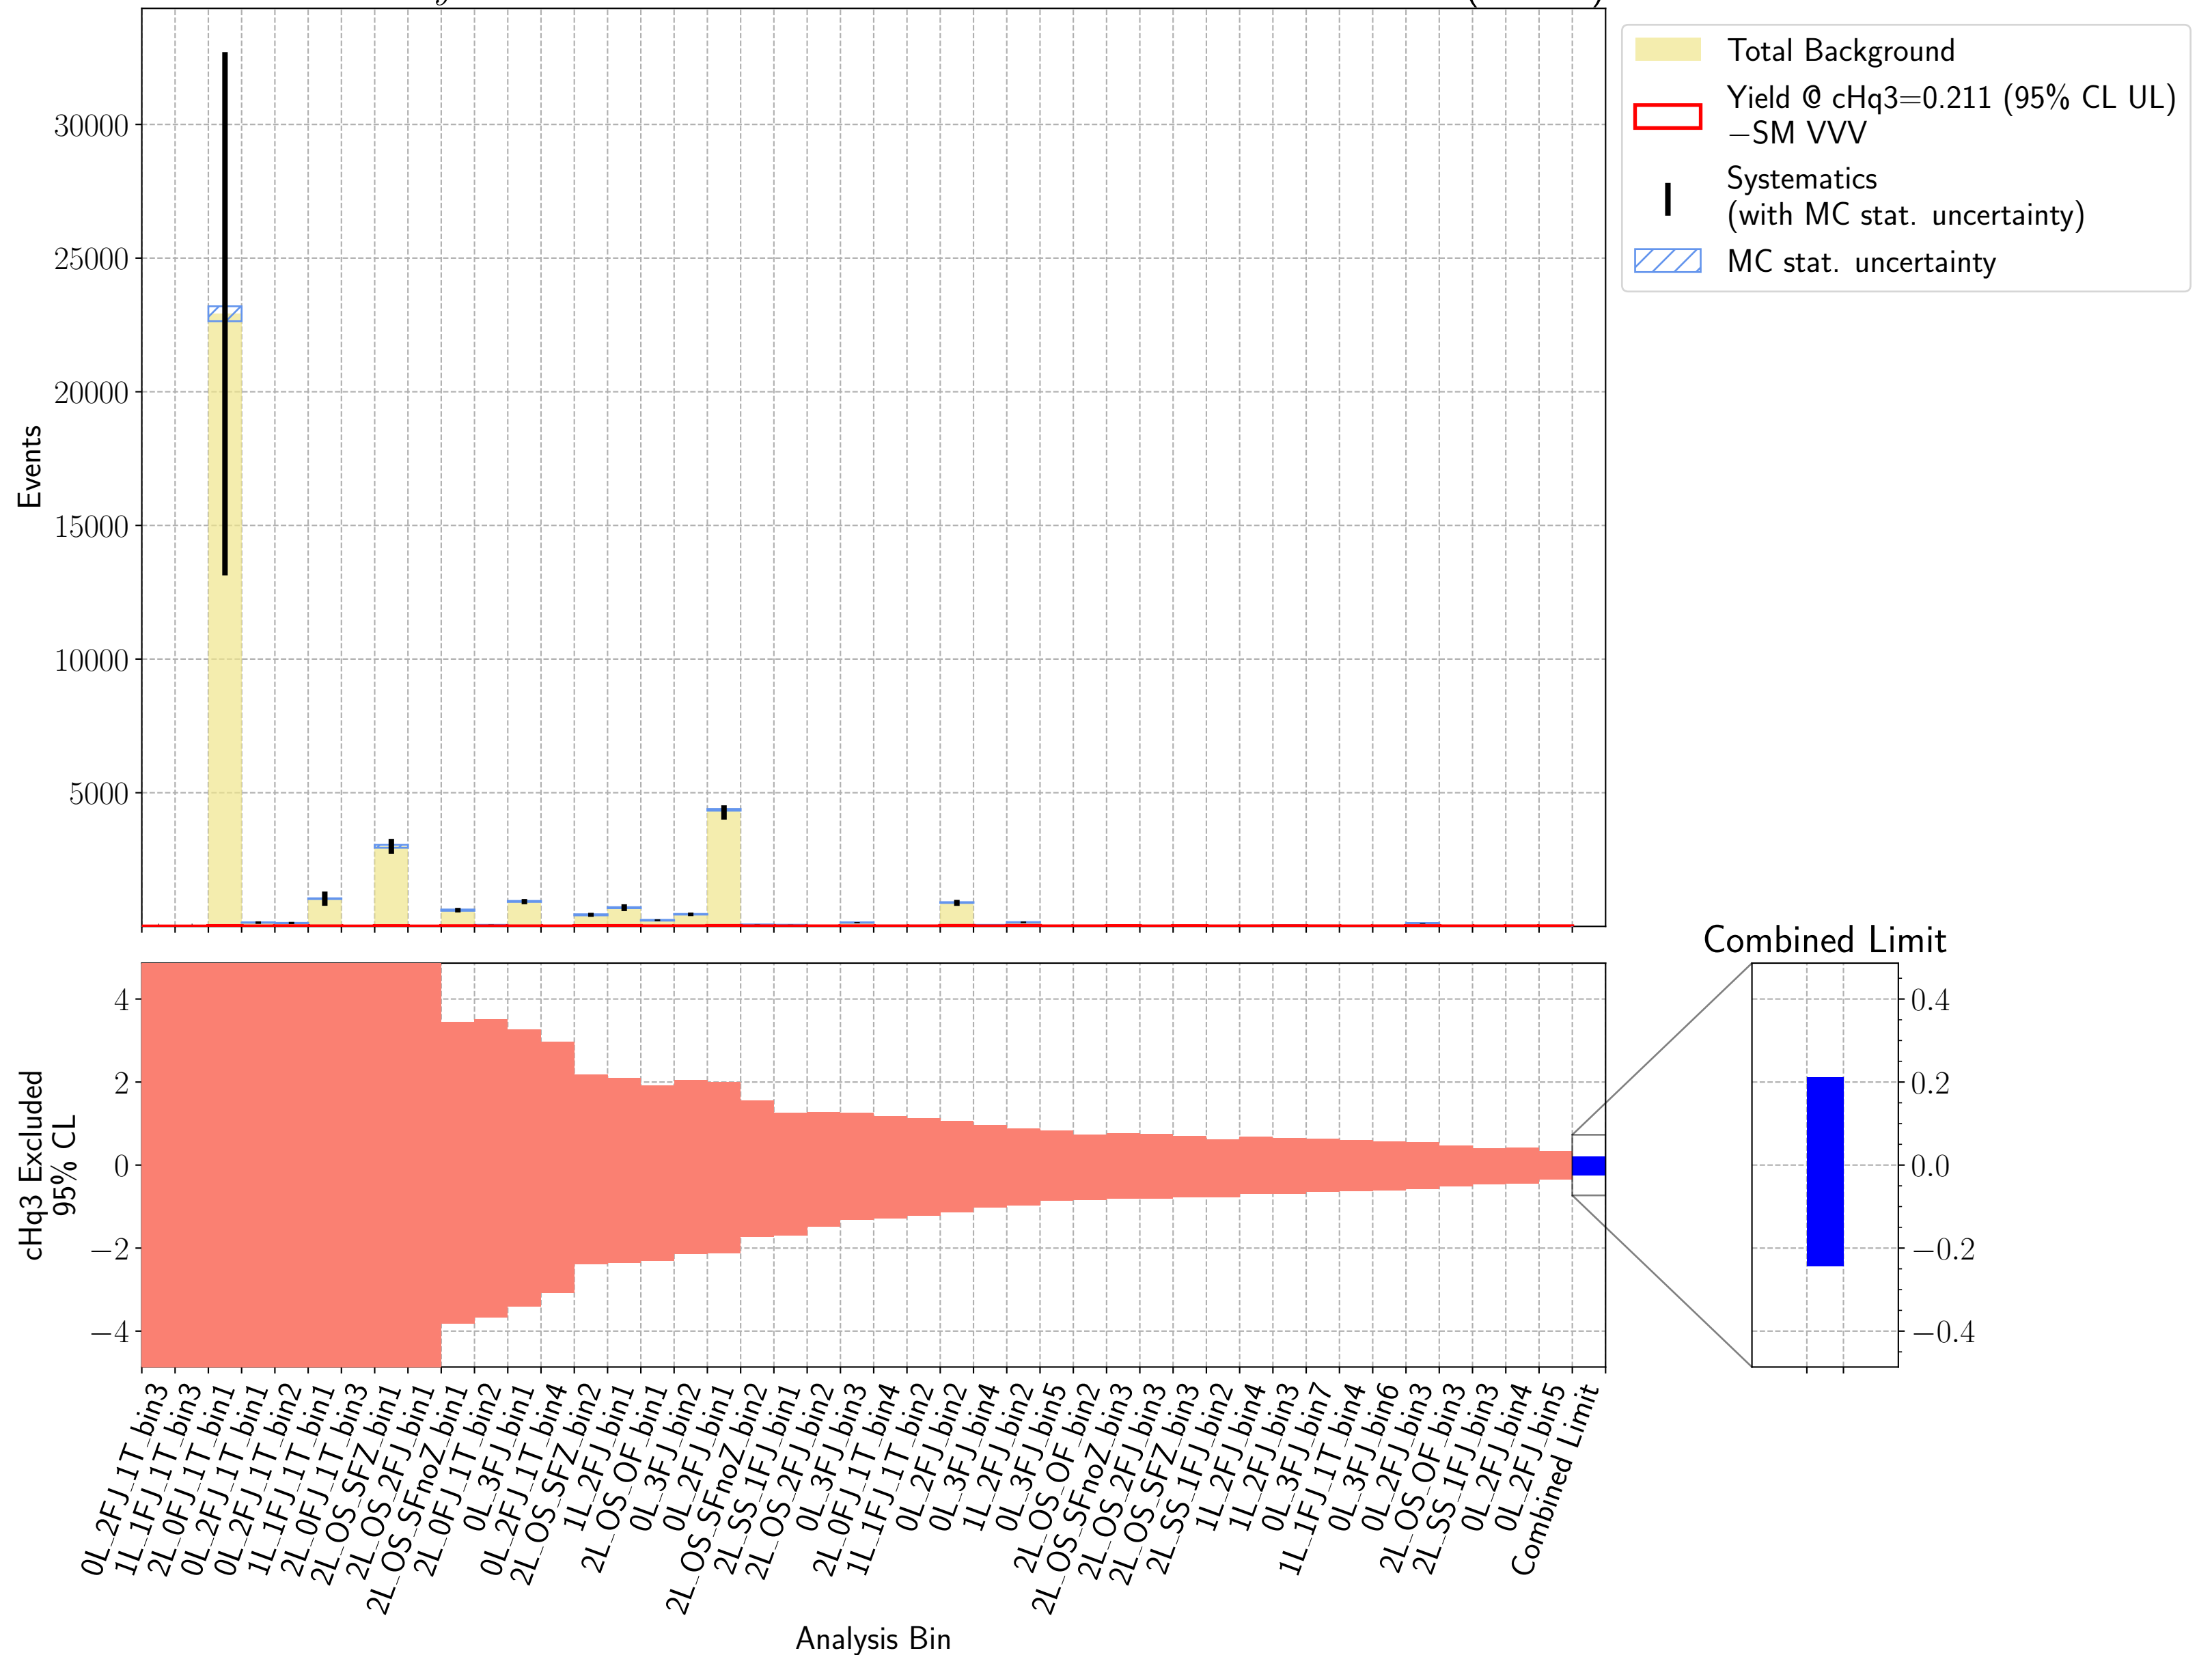 Total Background
Yield @ cHq3=0.211 (95% CL UL)
−SM VVV
Systematics
(with MC stat. uncertainty)
MC stat. uncertainty
Events
30000
25000
20000
15000
10000
5000
Combined Limit
cHq3 Excluded
95% CL
4
2
0
−2
−4
0.4
0.2
0.0
−0.2
−0.4
0L_2FJ_1T_bin3
1L_1FJ_1T_bin3
2L_0FJ_1T_bin1
0L_2FJ_1T_bin1
0L_2FJ_1T_bin2
1L_1FJ_1T_bin1
2L_0FJ_1T_bin3
2L_OS_SFZ_bin1
2L_OS_2FJ_bin1
2L_OS_SFnoZ_bin1
2L_0FJ_1T_bin2
0L_3FJ_bin1
0L_2FJ_1T_bin4
2L_OS_SFZ_bin2
1L_2FJ_bin1
2L_OS_OF_bin1
0L_3FJ_bin2
0L_2FJ_bin1
2L_OS_SFnoZ_bin2
2L_SS_1FJ_bin1
2L_OS_2FJ_bin2
0L_3FJ_bin3
2L_0FJ_1T_bin4
1L_1FJ_1T_bin2
0L_2FJ_bin2
0L_3FJ_bin4
1L_2FJ_bin2
0L_3FJ_bin5
2L_OS_OF_bin2
2L_OS_SFnoZ_bin3
2L_OS_2FJ_bin3
2L_OS_SFZ_bin3
2L_SS_1FJ_bin2
1L_2FJ_bin4
1L_2FJ_bin3
0L_3FJ_bin7
1L_1FJ_1T_bin4
0L_3FJ_bin6
0L_2FJ_bin3
2L_OS_OF_bin3
2L_SS_1FJ_bin3
0L_2FJ_bin4
0L_2FJ_bin5
Combined Limit
Analysis Bin